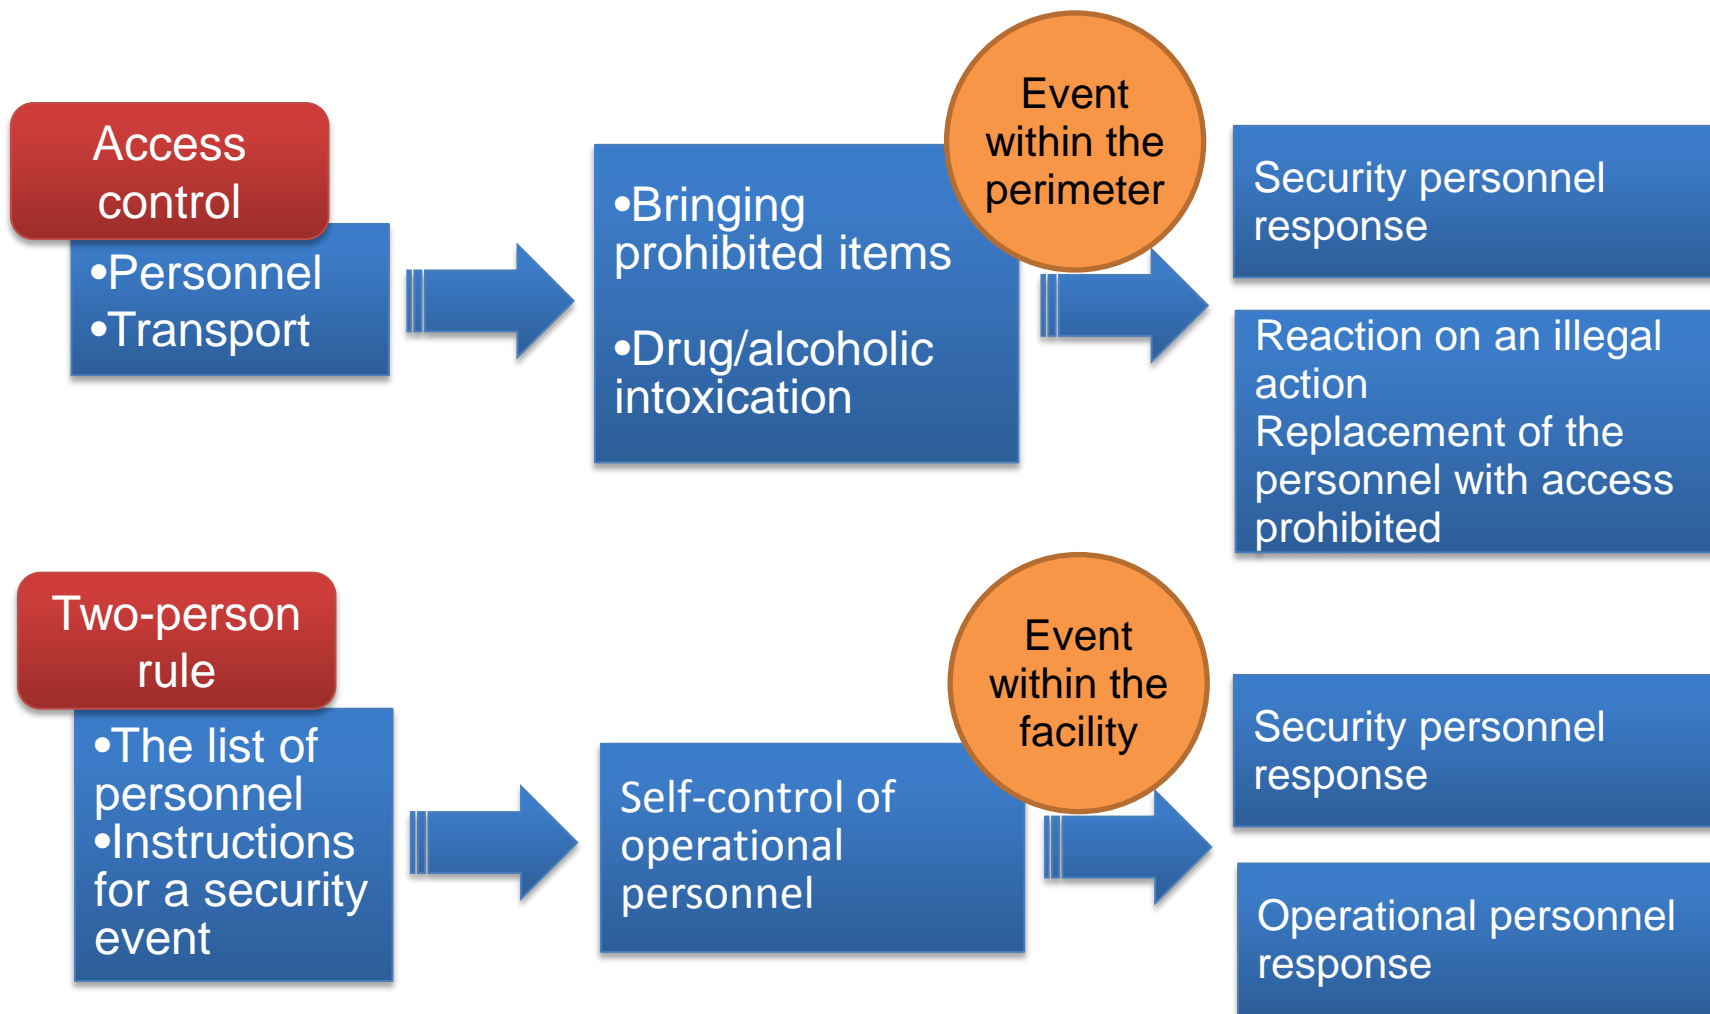 Access
control
•Personnel
•Transport
•Bringing
prohibited items
•Drug/alcoholic
intoxication
Event
within the
perimeter
Security personnel
response
Reaction on an illegal
action
Replacement of the
personnel with access
prohibited
Two-person
rule
•The list of
personnel
•Instructions
for a security
event
Self-control of
operational
personnel
Event
within the
facility
Security personnel
response
Operational personnel
response